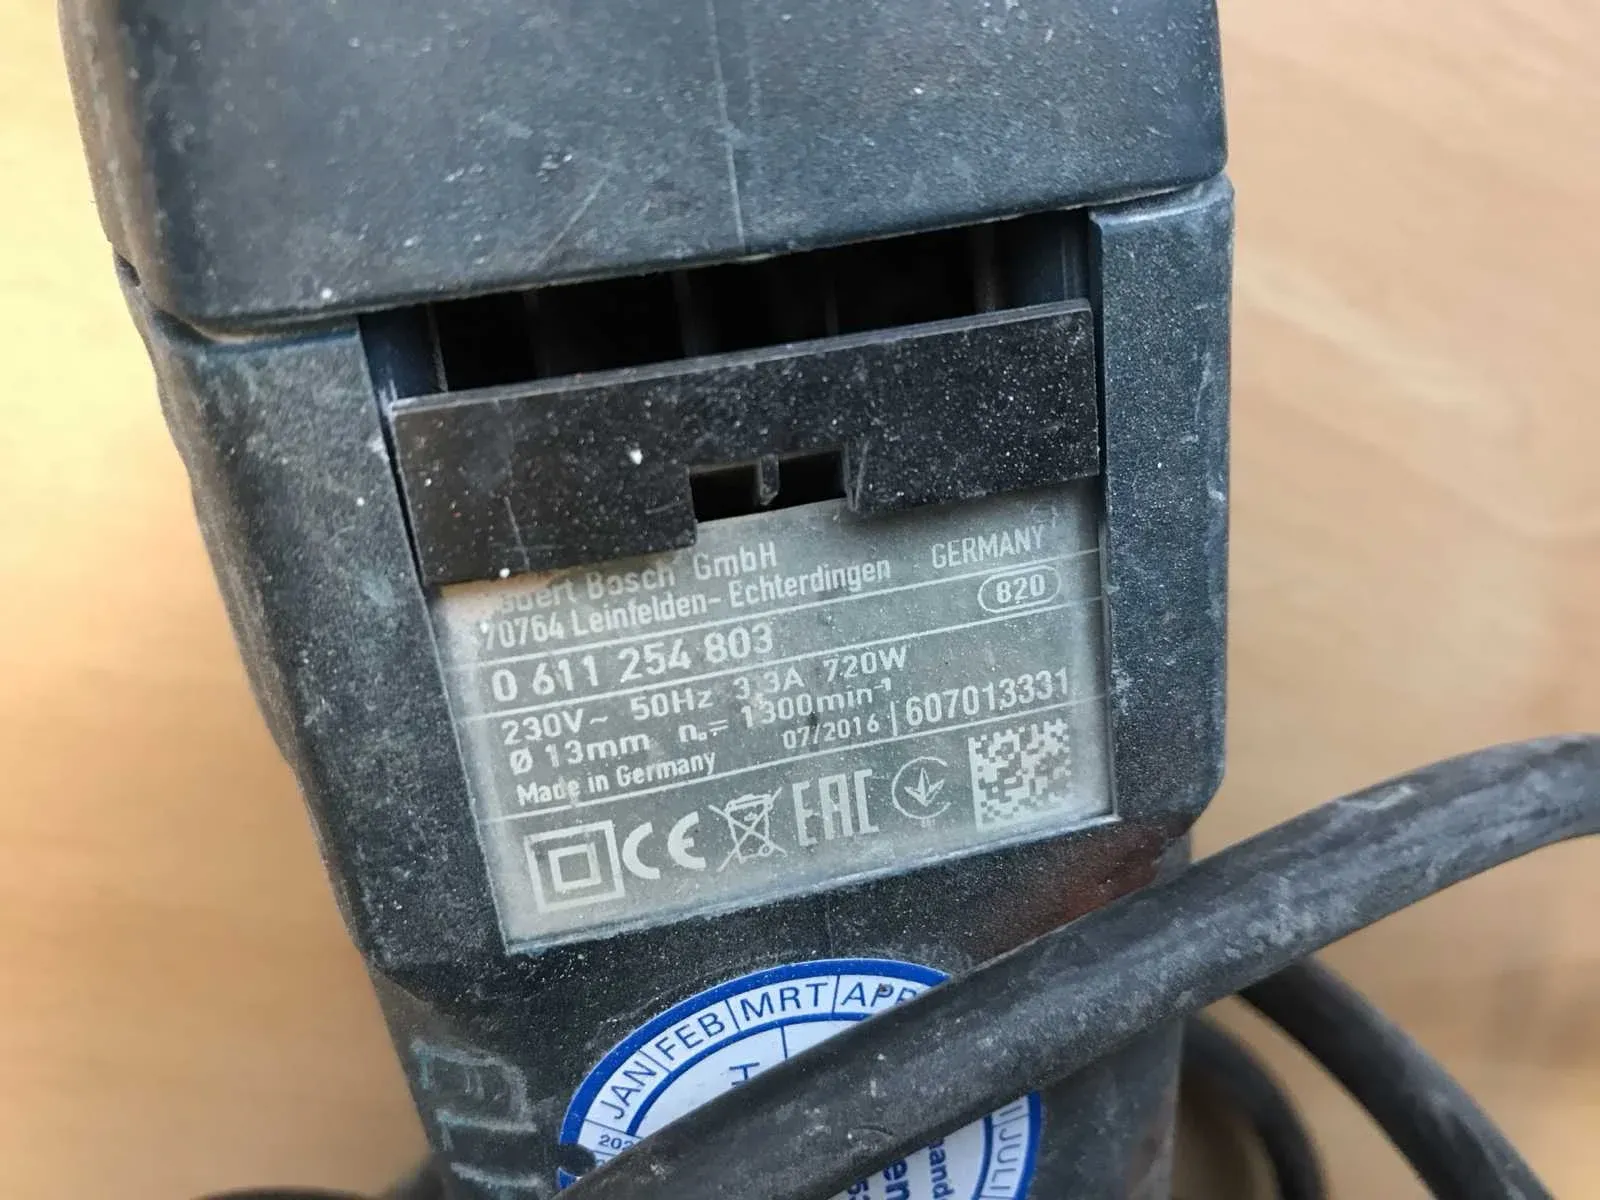 Bosch GmbH
70764 Leinfelden-Echterdingen GERMANY
0 611 254 803 820
230V~ 50Hz 3,3A 720W
Ø 13mm n₀= 1300min⁻¹
Made in Germany 07/2016 | 607013331
CE EAC
JAN FEB MRT APR
JULI